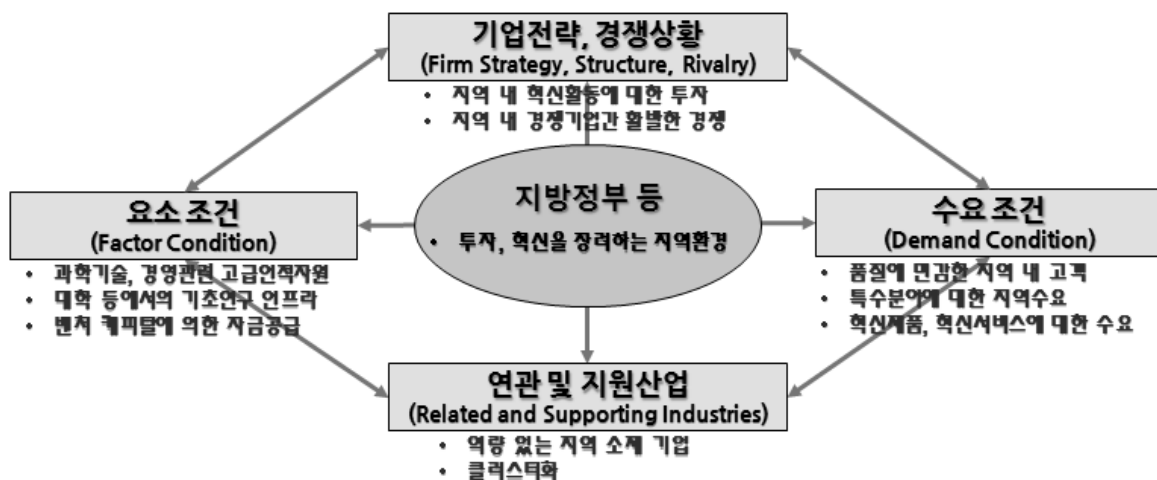 기업전략, 경쟁상황
(Firm Strategy, Structure, Rivalry)
• 지역 내 혁신활동에 대한 투자
• 지역 내 경쟁기업간 활발한 경쟁
지방정부 등
• 투자, 혁신을 장려하는 지역환경
요소 조건
(Factor Condition)
• 과학기술, 경영관련 고급인적자원
• 대학 등에서의 기초연구 인프라
• 벤처 캐피탈에 의한 자금공급
수요 조건
(Demand Condition)
• 품질에 민감한 지역 내 고객
• 특수분야에 대한 지역수요
• 혁신제품, 혁신서비스에 대한 수요
연관 및 지원산업
(Related and Supporting Industries)
• 역량 있는 지역 소재 기업
• 클러스터화